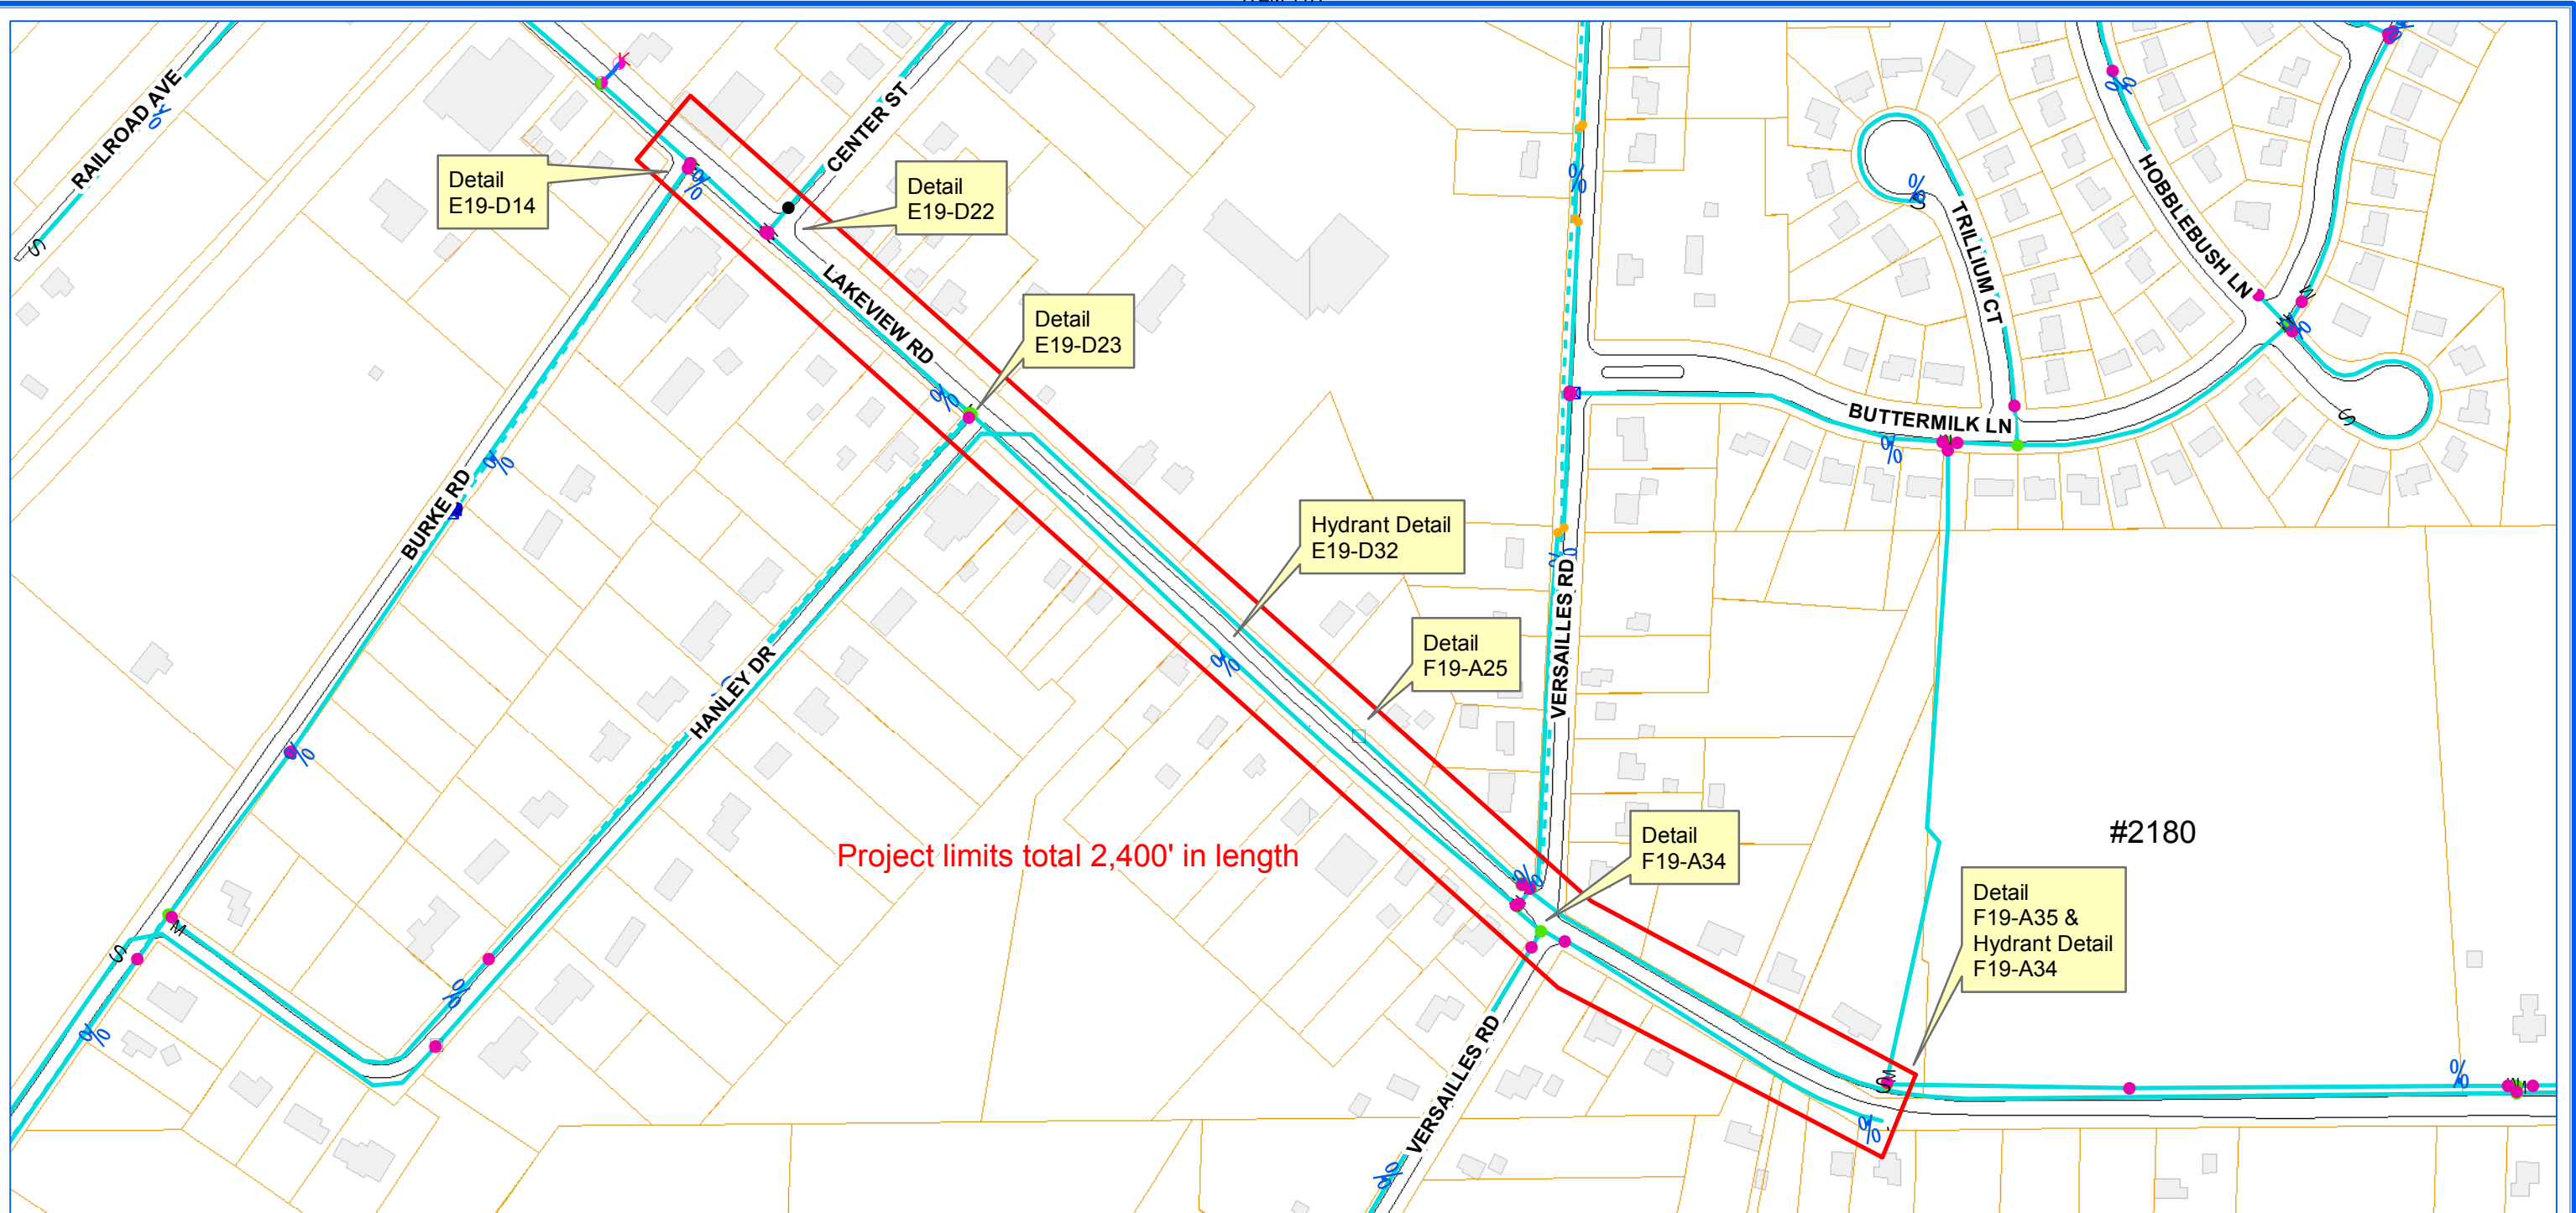 RAILROAD AVE
CENTER ST
Detail
E19-D14
Detail
E19-D22
LAKEVIEW RD
Detail
E19-D23
HOBBLEBUSH LN
TRILLIUM CT
BUTTERMILK LN
BURKE RD
Hydrant Detail
E19-D32
VERSAILLES RD
Detail
F19-A25
HANLEY DR
Project limits total 2,400' in length
Detail
F19-A34
#2180
Detail
F19-A35 &
Hydrant Detail
F19-A34
VERSAILLES RD